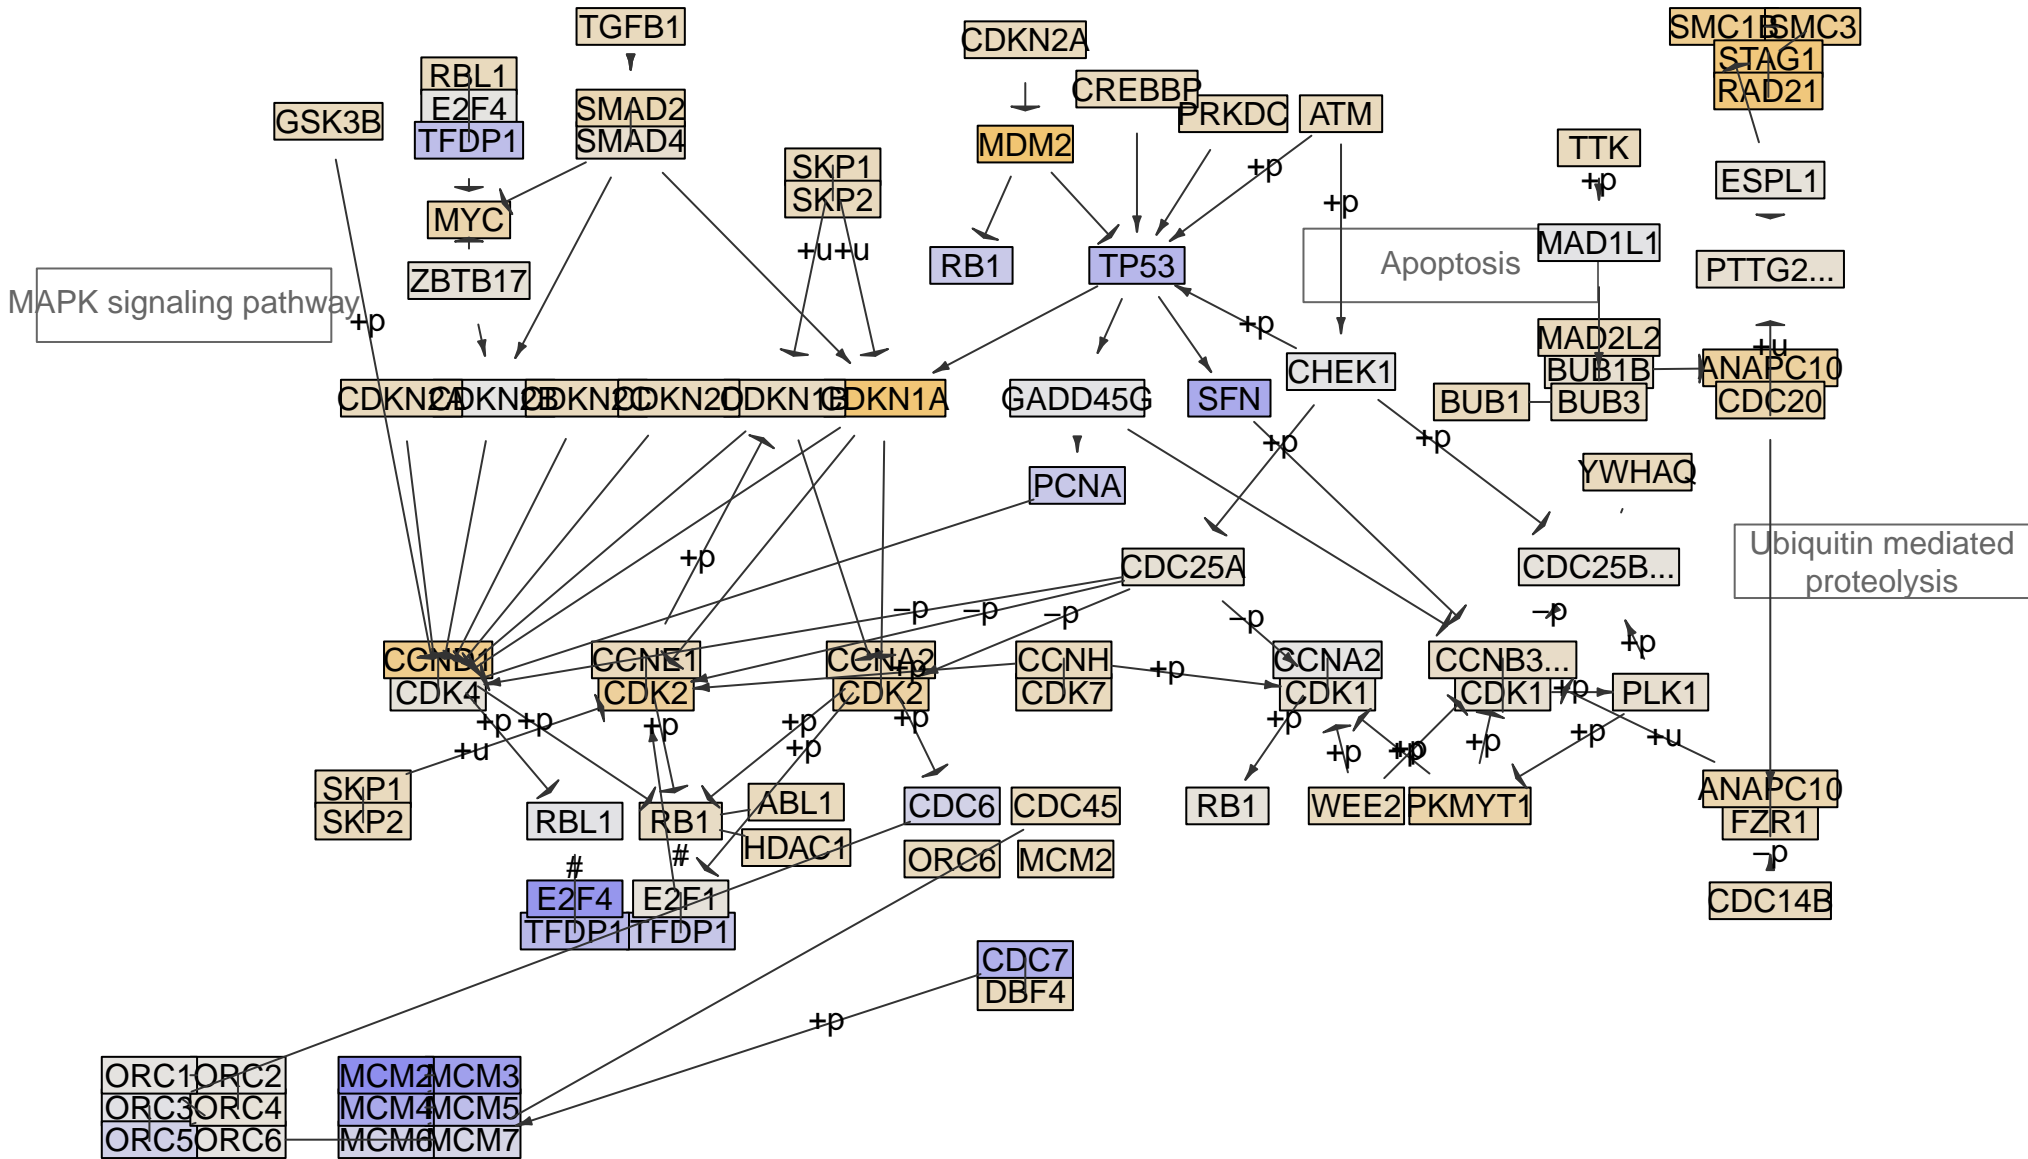 TGFB1
CDKN2A
SMC1B
SMC3
STAG1
RAD21
RBL1
E2F4
TFDP1
GSK3B
SMAD2
SMAD4
CREBBP
PRKDC
ATM
MDM2
SKP1
SKP2
TTK
+p
+p
+p
ESPL1
MYC
ZBTB17
+u
+u
RB1
TP53
Apoptosis
MAD1L1
PTTG2...
MAPK signaling pathway
+p
+p
+u
MAD2L2
BUB1B
BUB3
BUB1
ANAPC10
CDC20
CHEK1
CDKN2A
CDKN2B
CDKN2C
CDKN2D
CDKN1B
CDKN1A
GADD45G
SFN
+p
+p
YWHAQ
PCNA
+p
CDC25A
CDC25B...
Ubiquitin mediated
proteolysis
−p
−p
−p
−p
−p
+p
CCND1
CDK4
CCNE1
CDK2
CCNA2
CDK2
+p
CCNH
CDK7
+p
CCNA2
CDK1
CCNB3...
CDK1
+p
PLK1
+p
+p
+u
+p
+p
+p
+p
+p
+p
+p
+p
+p
+p
+u
SKP1
SKP2
RBL1
RB1
ABL1
HDAC1
CDC6
CDC45
ORC6
MCM2
RB1
WEE2
PKMYT1
ANAPC10
FZR1
−p
CDC14B
#
#
E2F4
TFDP1
E2F1
TFDP1
CDC7
DBF4
+p
ORC1
ORC2
ORC3
ORC4
ORC5
ORC6
MCM2
MCM3
MCM4
MCM5
MCM6
MCM7